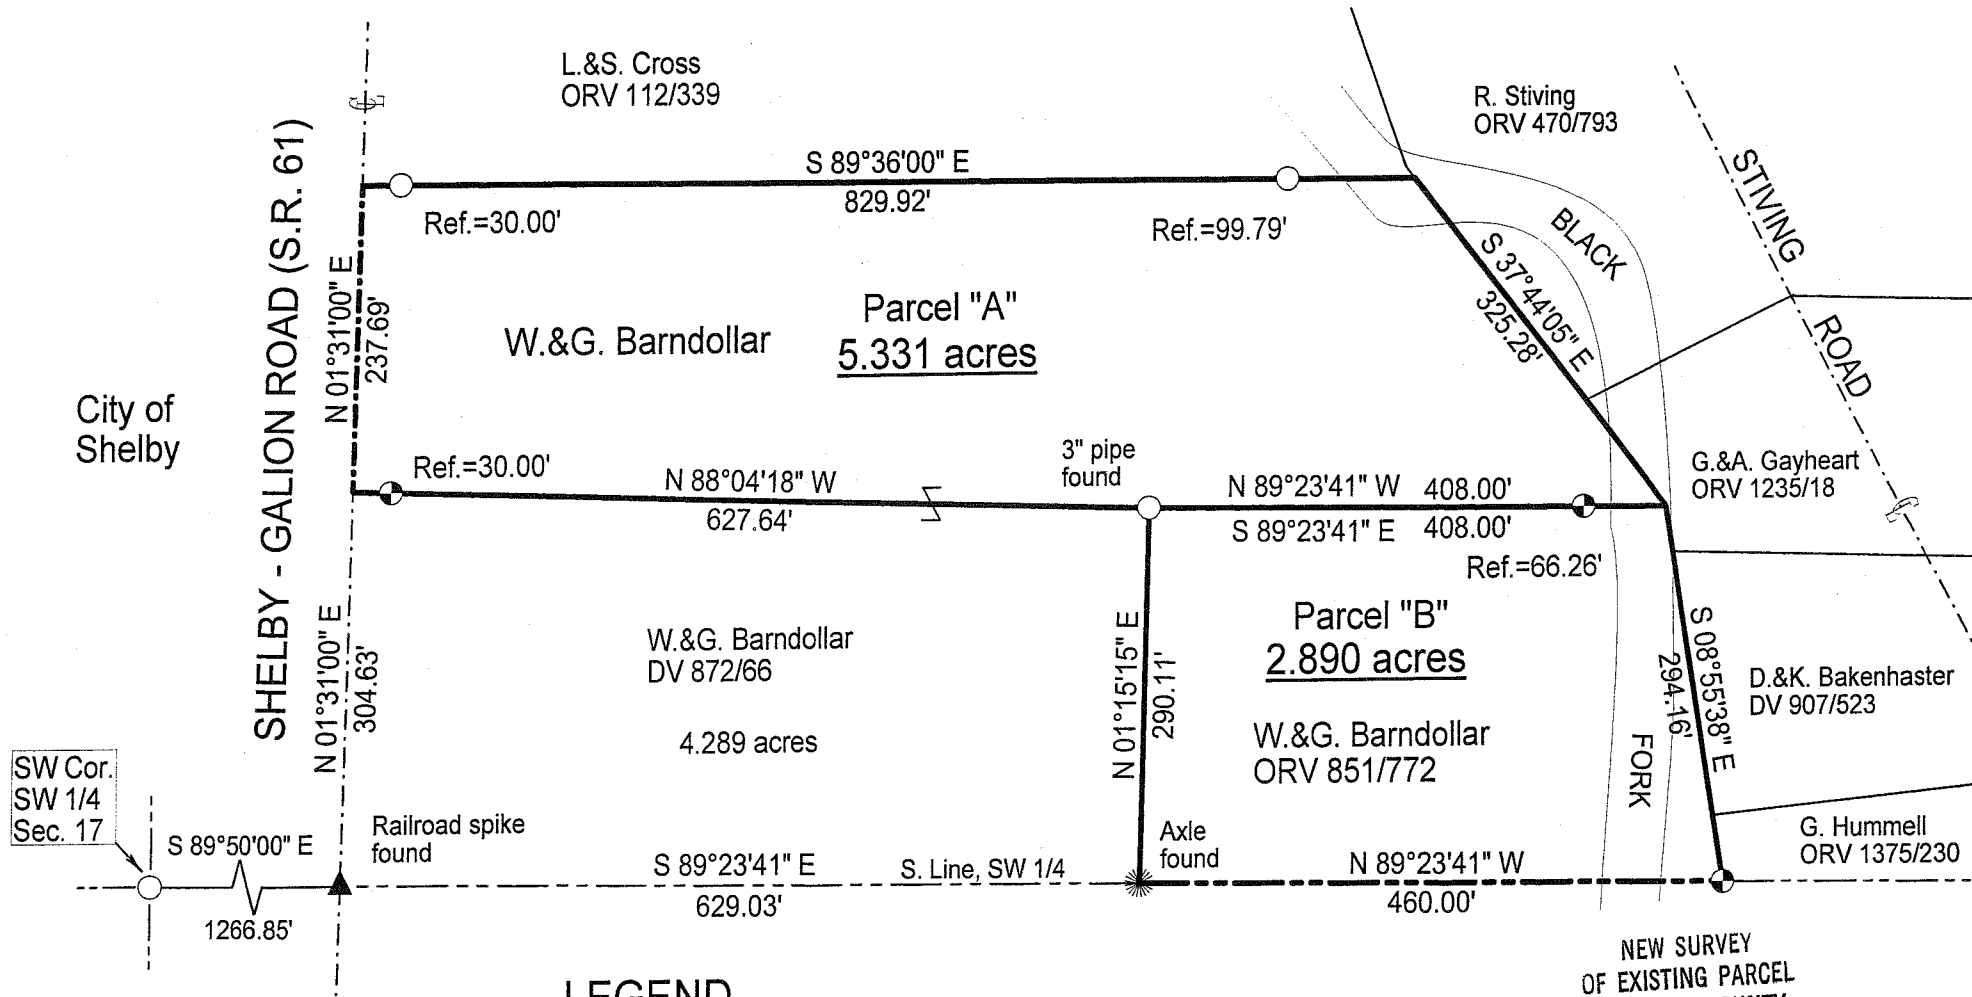 L.&S. Cross
ORV 112/339
R. Stiving
ORV 470/793
S 89°36'00" E
829.92'
Ref.=30.00'
Ref.=99.79'
STIVING
ROAD
BLACK
S 37°44'05" E
325.28'
SHELBY - GALION ROAD (S.R. 61)
N 01°31'00" E
237.69'
W.&G. Barndollar
Parcel "A"
5.331 acres
City of
Shelby
Ref.=30.00'
N 88°04'18" W
627.64'
3" pipe
found
N 89°23'41" W 408.00'
S 89°23'41" E 408.00'
Ref.=66.26'
G.&A. Gayheart
ORV 1235/18
N 01°31'00" E
304.63'
W.&G. Barndollar
DV 872/66
4.289 acres
N 01°15'15" E
290.11'
Parcel "B"
2.890 acres
W.&G. Barndollar
ORV 851/772
FORK
S 08°55'38" E
294.16'
D.&K. Bakenhaster
DV 907/523
SW Cor.
SW 1/4
Sec. 17
S 89°50'00" E
1266.85'
Railroad spike
found
S 89°23'41" E
629.03'
S. Line, SW 1/4
Axle
found
N 89°23'41" W
460.00'
G. Hummell
ORV 1375/230
LEGEND
NEW SURVEY
OF EXISTING PARCEL